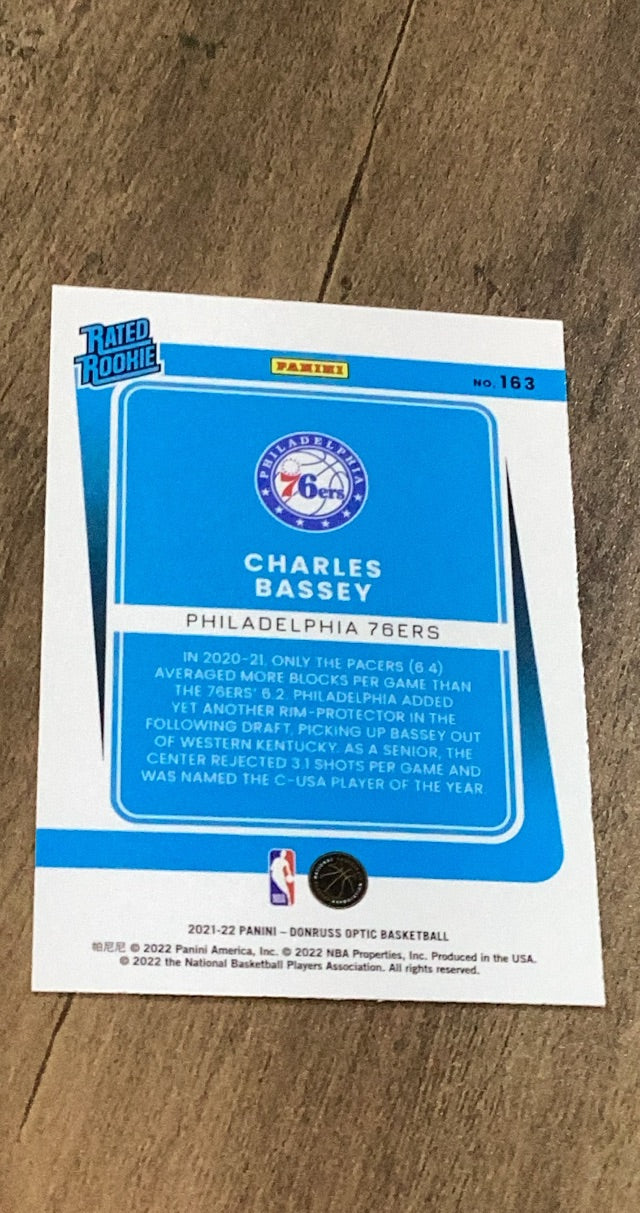 RATED
ROOKIE
PANINI
NO. 163
PHILADELPHIA
76ers
CHARLES
BASSEY
PHILADELPHIA 76ERS
IN 2020-21, ONLY THE PACERS (6.4)
AVERAGED MORE BLOCKS PER GAME THAN
THE 76ERS' 6.2. PHILADELPHIA ADDED
YET ANOTHER RIM-PROTECTOR IN THE
FOLLOWING DRAFT, PICKING UP BASSEY OUT
OF WESTERN KENTUCKY. AS A SENIOR, THE
CENTER REJECTED 3.1 SHOTS PER GAME AND
WAS NAMED THE C-USA PLAYER OF THE YEAR.
NBA
2021-22 PANINI – DONRUSS OPTIC BASKETBALL
帕尼尼 © 2022 Panini America, Inc. © 2022 NBA Properties, Inc. Produced in the USA.
© 2022 the National Basketball Players Association. All rights reserved.